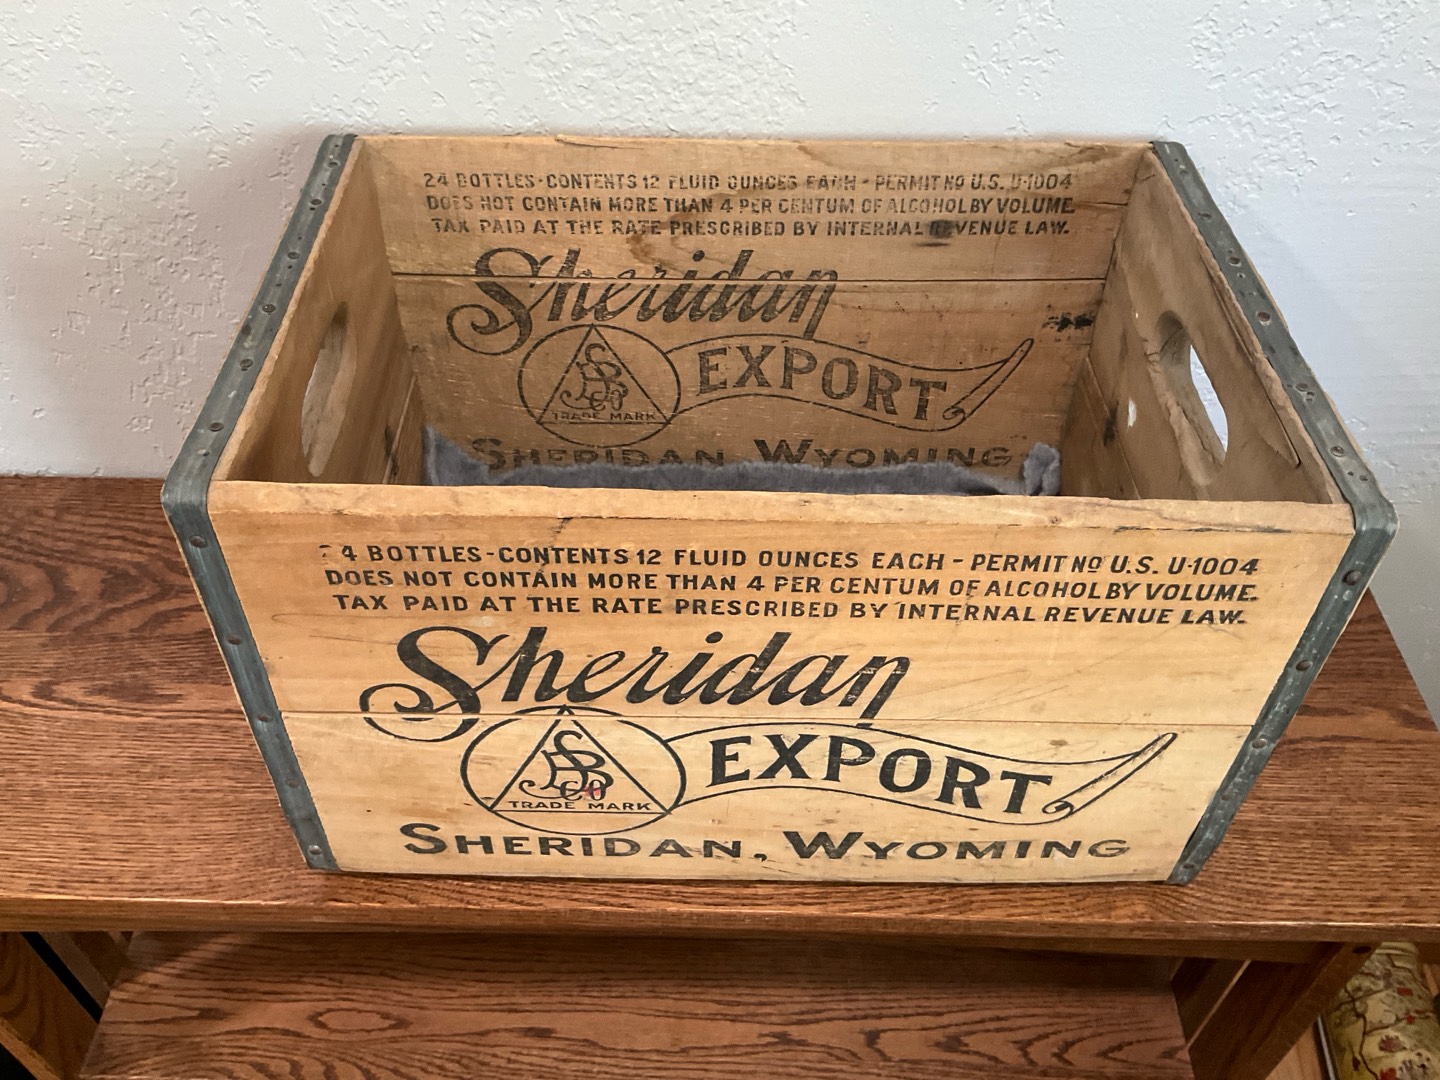 24 BOTTLES-CONTENTS 12 FLUID OUNCES EACH - PERMIT NO U.S. U-1004
DOES NOT CONTAIN MORE THAN 4 PER CENTUM OF ALCOHOL BY VOLUME.
TAX PAID AT THE RATE PRESCRIBED BY INTERNAL REVENUE LAW.
Sheridan
EXPORT
TRADE MARK
SHERIDAN, WYOMING
4 BOTTLES-CONTENTS 12 FLUID OUNCES EACH - PERMIT NO U.S. U-1004
DOES NOT CONTAIN MORE THAN 4 PER CENTUM OF ALCOHOL BY VOLUME.
TAX PAID AT THE RATE PRESCRIBED BY INTERNAL REVENUE LAW.
Sheridan
EXPORT
TRADE MARK
SHERIDAN, WYOMING